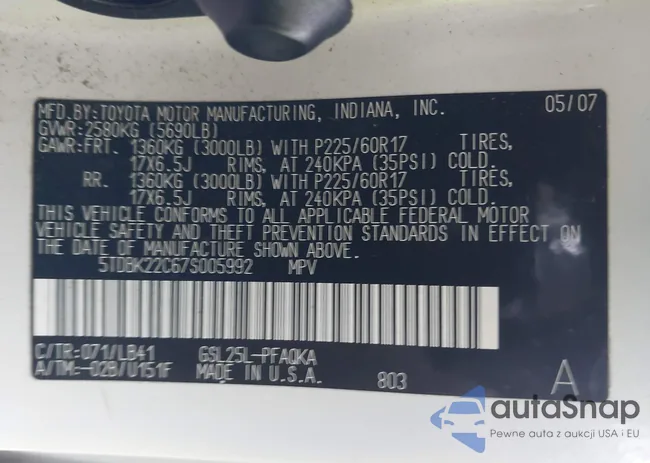 MFD.BY:TOYOTA MOTOR MANUFACTURING, INDIANA, INC. 05/07
GVWR:2580KG (5690LB)
GAWR:FRT. 1360KG (3000LB) WITH P225/60R17 TIRES,
17X6.5J RIMS, AT 240KPA (35PSI) COLD.
RR. 1360KG (3000LB) WITH P225/60R17 TIRES,
17X6.5J RIMS, AT 240KPA (35PSI) COLD.
THIS VEHICLE CONFORMS TO ALL APPLICABLE FEDERAL MOTOR
VEHICLE SAFETY AND THEFT PREVENTION STANDARDS IN EFFECT ON
THE DATE OF MANUFACTURE SHOWN ABOVE.
5TDBK22C67S005992 MPV
C/TR:071/LB41 GSL25L-PFAQKA
A/TM:-02B/U151F MADE IN U.S.A. 803 A
autaSnap
Pewne auta z aukcji USA i EU